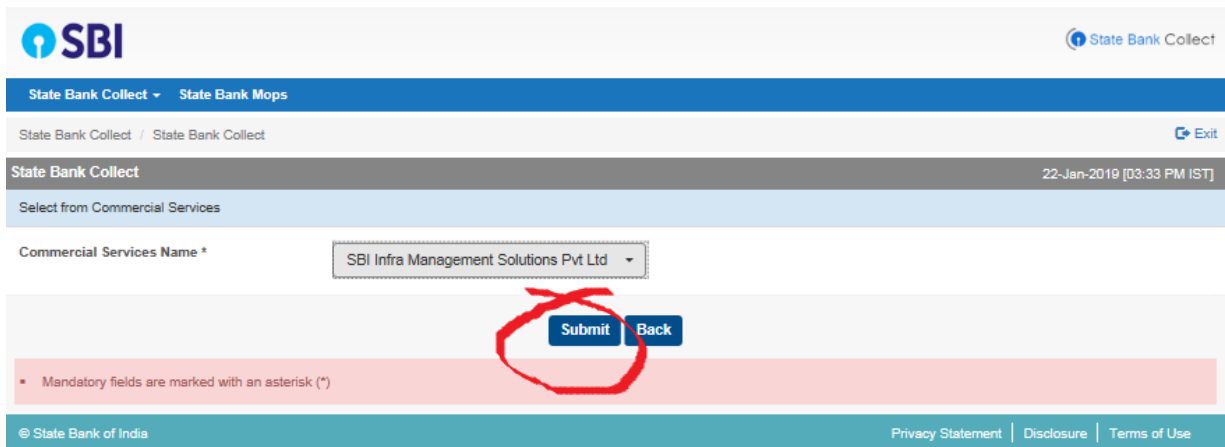 SBI
State Bank Collect
State Bank Collect State Bank Mops
State Bank Collect / State Bank Collect
Exit
State Bank Collect
22-Jan-2019 [03:33 PM IST]
Select from Commercial Services
Commercial Services Name *
SBI Infra Management Solutions Pvt Ltd
Submit Back
Mandatory fields are marked with an asterisk (*)
© State Bank of India
Privacy Statement | Disclosure | Terms of Use